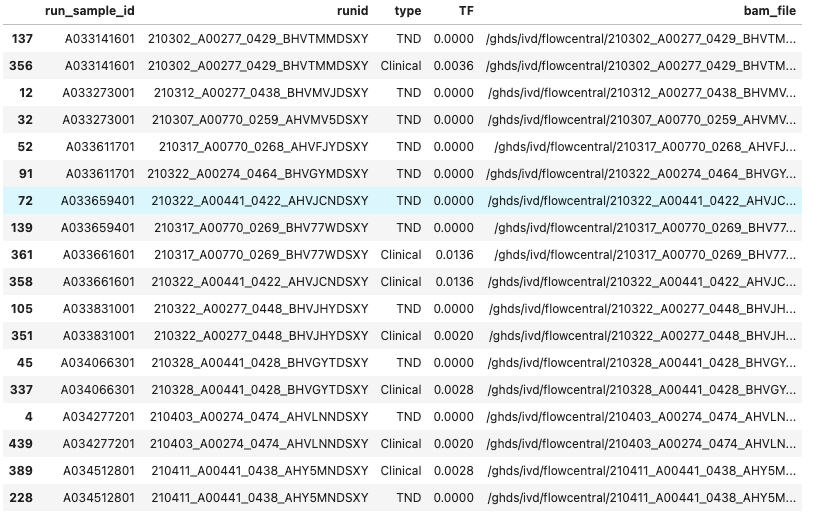 run_sample_id runid type TF bam_file
137 A033141601 210302_A00277_0429_BHVTMMDSXY TND 0.0000 /ghds/ivd/flowcentral/210302_A00277_0429_BHVTM...
356 A033141601 210302_A00277_0429_BHVTMMDSXY Clinical 0.0036 /ghds/ivd/flowcentral/210302_A00277_0429_BHVTM...
12 A033273001 210312_A00277_0438_BHVMVJDSXY TND 0.0000 /ghds/ivd/flowcentral/210312_A00277_0438_BHVMV...
32 A033273001 210307_A00770_0259_AHVMV5DSXY TND 0.0000 /ghds/ivd/flowcentral/210307_A00770_0259_AHVMV...
52 A033611701 210317_A00770_0268_AHVFJYDSXY TND 0.0000 /ghds/ivd/flowcentral/210317_A00770_0268_AHVFJ...
91 A033611701 210322_A00274_0464_BHVGYMDSXY TND 0.0000 /ghds/ivd/flowcentral/210322_A00274_0464_BHVGY...
72 A033659401 210322_A00441_0422_AHVJCNDSXY TND 0.0000 /ghds/ivd/flowcentral/210322_A00441_0422_AHVJC...
139 A033659401 210317_A00770_0269_BHV77WDSXY TND 0.0000 /ghds/ivd/flowcentral/210317_A00770_0269_BHV77...
361 A033661601 210317_A00770_0269_BHV77WDSXY Clinical 0.0136 /ghds/ivd/flowcentral/210317_A00770_0269_BHV77...
358 A033661601 210322_A00441_0422_AHVJCNDSXY Clinical 0.0136 /ghds/ivd/flowcentral/210322_A00441_0422_AHVJC...
105 A033831001 210322_A00277_0448_BHVJHYDSXY TND 0.0000 /ghds/ivd/flowcentral/210322_A00277_0448_BHVJH...
351 A033831001 210322_A00277_0448_BHVJHYDSXY Clinical 0.0020 /ghds/ivd/flowcentral/210322_A00277_0448_BHVJH...
45 A034066301 210328_A00441_0428_BHVGYTDSXY TND 0.0000 /ghds/ivd/flowcentral/210328_A00441_0428_BHVGY...
337 A034066301 210328_A00441_0428_BHVGYTDSXY Clinical 0.0028 /ghds/ivd/flowcentral/210328_A00441_0428_BHVGY...
4 A034277201 210403_A00274_0474_AHVLNNDSXY TND 0.0000 /ghds/ivd/flowcentral/210403_A00274_0474_AHVLN...
439 A034277201 210403_A00274_0474_AHVLNNDSXY Clinical 0.0020 /ghds/ivd/flowcentral/210403_A00274_0474_AHVLN...
389 A034512801 210411_A00441_0438_AHY5MNDSXY Clinical 0.0028 /ghds/ivd/flowcentral/210411_A00441_0438_AHY5M...
228 A034512801 210411_A00441_0438_AHY5MNDSXY TND 0.0000 /ghds/ivd/flowcentral/210411_A00441_0438_AHY5M...